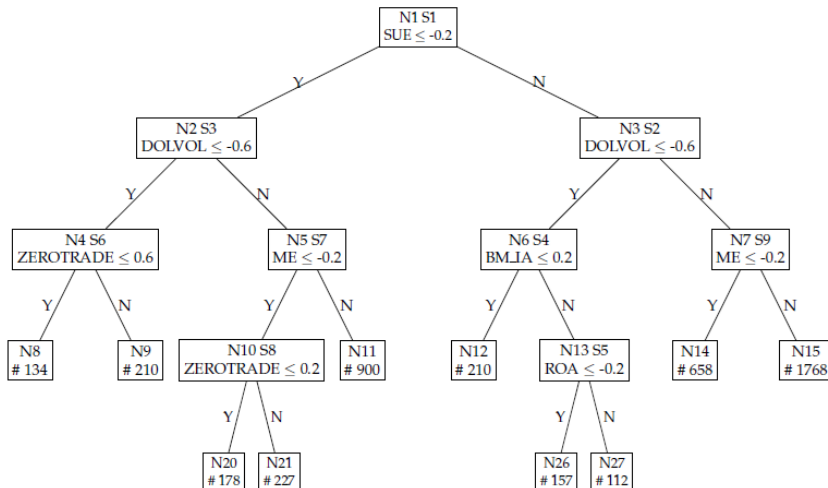 N1 S1
SUE ≤ -0.2
Y
N
N2 S3
DOLVOL ≤ -0.6
N3 S2
DOLVOL ≤ -0.6
Y
N
Y
N
N4 S6
ZEROTRADE ≤ 0.6
N5 S7
ME ≤ -0.2
N6 S4
BM_IA ≤ 0.2
N7 S9
ME ≤ -0.2
Y
N
Y
N
Y
N
Y
N
N8
# 134
N9
# 210
N10 S8
ZEROTRADE ≤ 0.2
N11
# 900
N12
# 210
N13 S5
ROA ≤ -0.2
N14
# 658
N15
# 1768
Y
N
Y
N
N20
# 178
N21
# 227
N26
# 157
N27
# 112